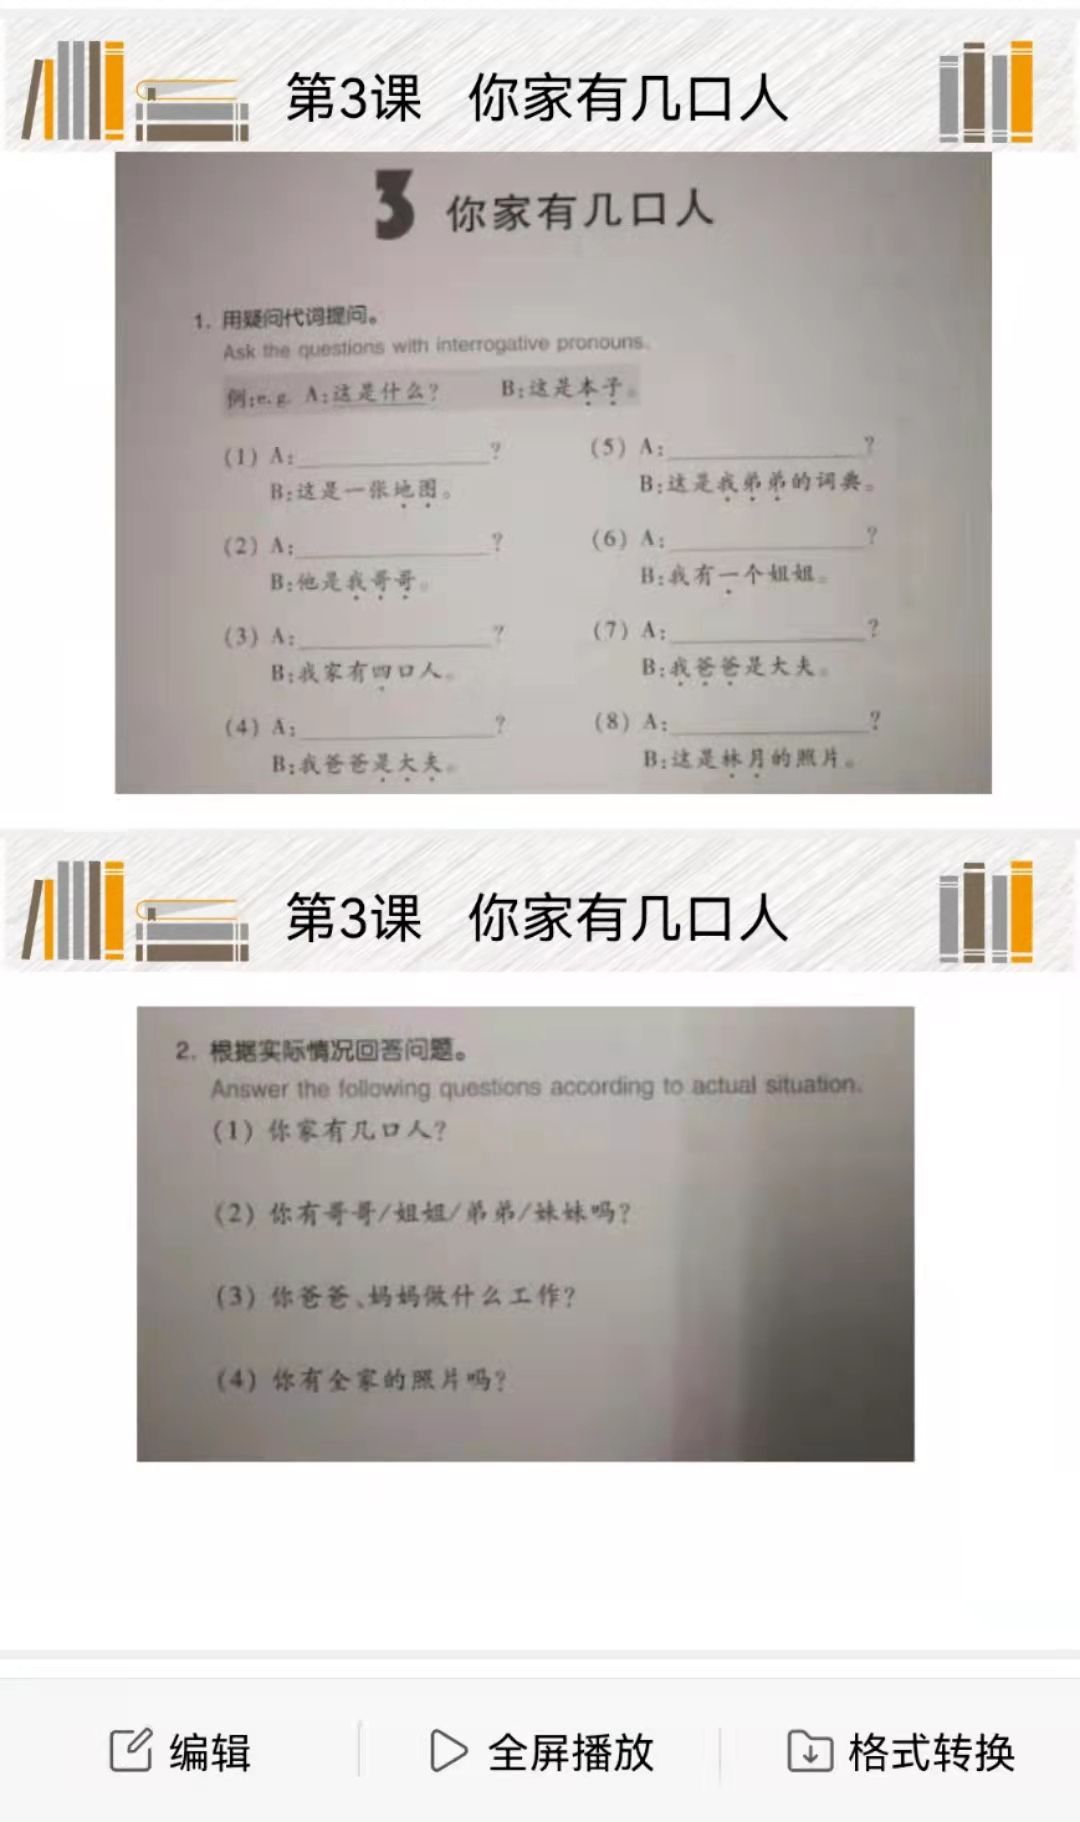 第3课 你家有几口人
3 你家有几口人
1. 用疑问代词提问。
Ask the questions with interrogative pronouns.
例:e.g. A:这是什么? B:这是本子。
(1) A:____________?
B:这是一张地图。
(2) A:____________?
B:他是我哥哥。
(3) A:____________?
B:我家有四口人。
(4) A:____________?
B:我爸爸是大夫。
(5) A:____________?
B:这是我弟弟的词典。
(6) A:____________?
B:我有一个姐姐。
(7) A:____________?
B:我爸爸是大夫。
(8) A:____________?
B:这是林月的照片。
第3课 你家有几口人
2. 根据实际情况回答问题。
Answer the following questions according to actual situation.
(1) 你家有几口人?
(2) 你有哥哥/姐姐/弟弟/妹妹吗?
(3) 你爸爸、妈妈做什么工作?
(4) 你有全家的照片吗?
编辑 全屏播放 格式转换